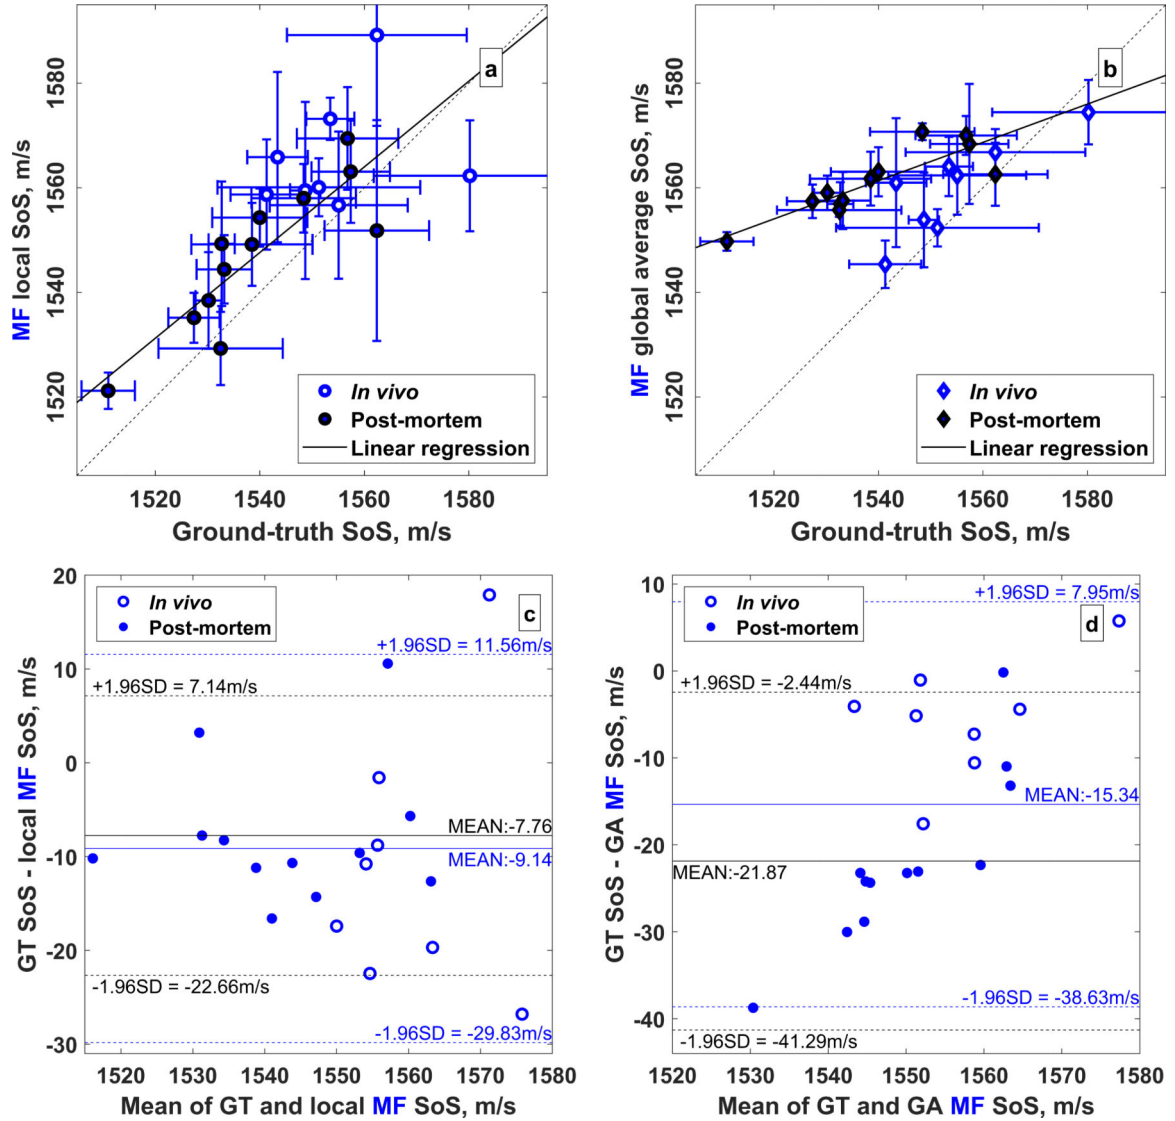 a
MF local SoS, m/s
1580
1560
1540
1520
In vivo
Post-mortem
Linear regression
1520 1540 1560 1580
Ground-truth SoS, m/s
b
MF global average SoS, m/s
1580
1560
1540
1520
In vivo
Post-mortem
Linear regression
1520 1540 1560 1580
Ground-truth SoS, m/s
c
GT SoS - local MF SoS, m/s
20
10
0
-10
-20
-30
In vivo
Post-mortem
+1.96SD = 11.56m/s
+1.96SD = 7.14m/s
MEAN:-7.76
MEAN:-9.14
-1.96SD = -22.66m/s
-1.96SD = -29.83m/s
1520 1530 1540 1550 1560 1570 1580
Mean of GT and local MF SoS, m/s
d
GT SoS - GA MF SoS, m/s
10
0
-10
-20
-30
-40
In vivo
Post-mortem
+1.96SD = 7.95m/s
+1.96SD = -2.44m/s
MEAN:-15.34
MEAN:-21.87
-1.96SD = -38.63m/s
-1.96SD = -41.29m/s
1520 1530 1540 1550 1560 1570 1580
Mean of GT and GA MF SoS, m/s